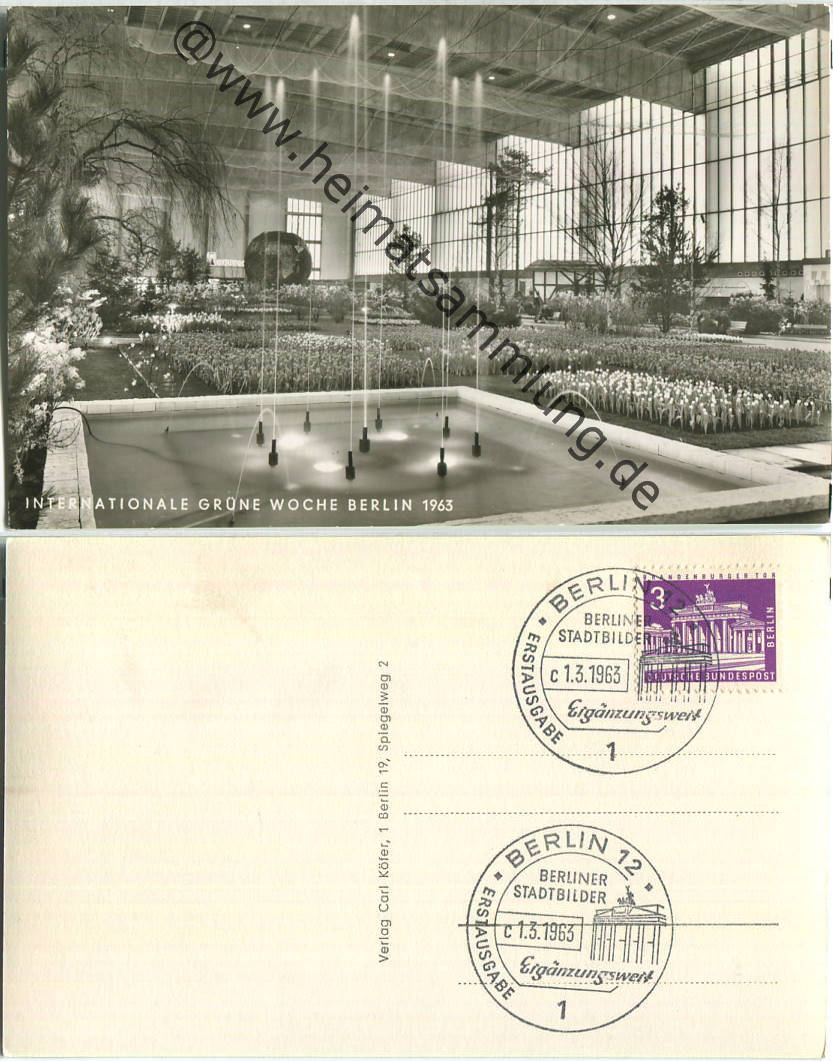 @www.heimatsammlung.de
INTERNATIONALE GRÜNE WOCHE BERLIN 1963
BRANDENBURGER TOR
3
BERLIN
DEUTSCHE BUNDESPOST
BERLIN 12
BERLINER
STADTBILDER
c 1.3.1963
ERSTAUSGABE
Ergänzungswert
1
Verlag Carl Köfer, 1 Berlin 19, Spiegelweg 2
BERLIN 12
BERLINER
STADTBILDER
c 1.3.1963
ERSTAUSGABE
Ergänzungswert
1